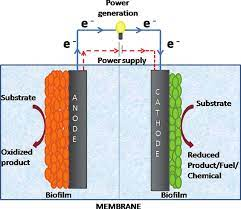 Power
generation
e⁻ e⁻
e⁻ Power supply e⁻
ANODE
CATHODE
Substrate
Oxidized
product
Biofilm
Substrate
Reduced
Product/Fuel/
Chemical
Biofilm
MEMBRANE